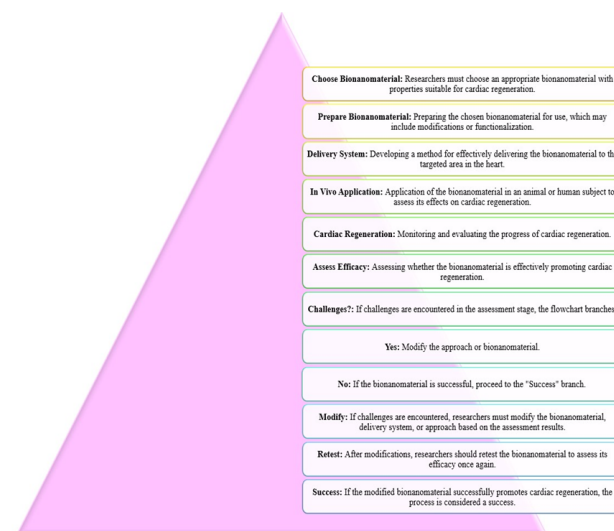 Choose Bionanomaterial: Researchers must choose an appropriate bionanomaterial with
properties suitable for cardiac regeneration.
Prepare Bionanomaterial: Preparing the chosen bionanomaterial for use, which may
include modifications or functionalization.
Delivery System: Developing a method for effectively delivering the bionanomaterial to th
targeted area in the heart.
In Vivo Application: Application of the bionanomaterial in an animal or human subject to
assess its effects on cardiac regeneration.
Cardiac Regeneration: Monitoring and evaluating the progress of cardiac regeneration.
Assess Efficacy: Assessing whether the bionanomaterial is effectively promoting cardiac
regeneration.
Challenges?: If challenges are encountered in the assessment stage, the flowchart branches
Yes: Modify the approach or bionanomaterial.
No: If the bionanomaterial is successful, proceed to the "Success" branch.
Modify: If challenges are encountered, researchers must modify the bionanomaterial,
delivery system, or approach based on the assessment results.
Retest: After modifications, researchers should retest the bionanomaterial to assess its
efficacy once again.
Success: If the modified bionanomaterial successfully promotes cardiac regeneration, the
process is considered a success.